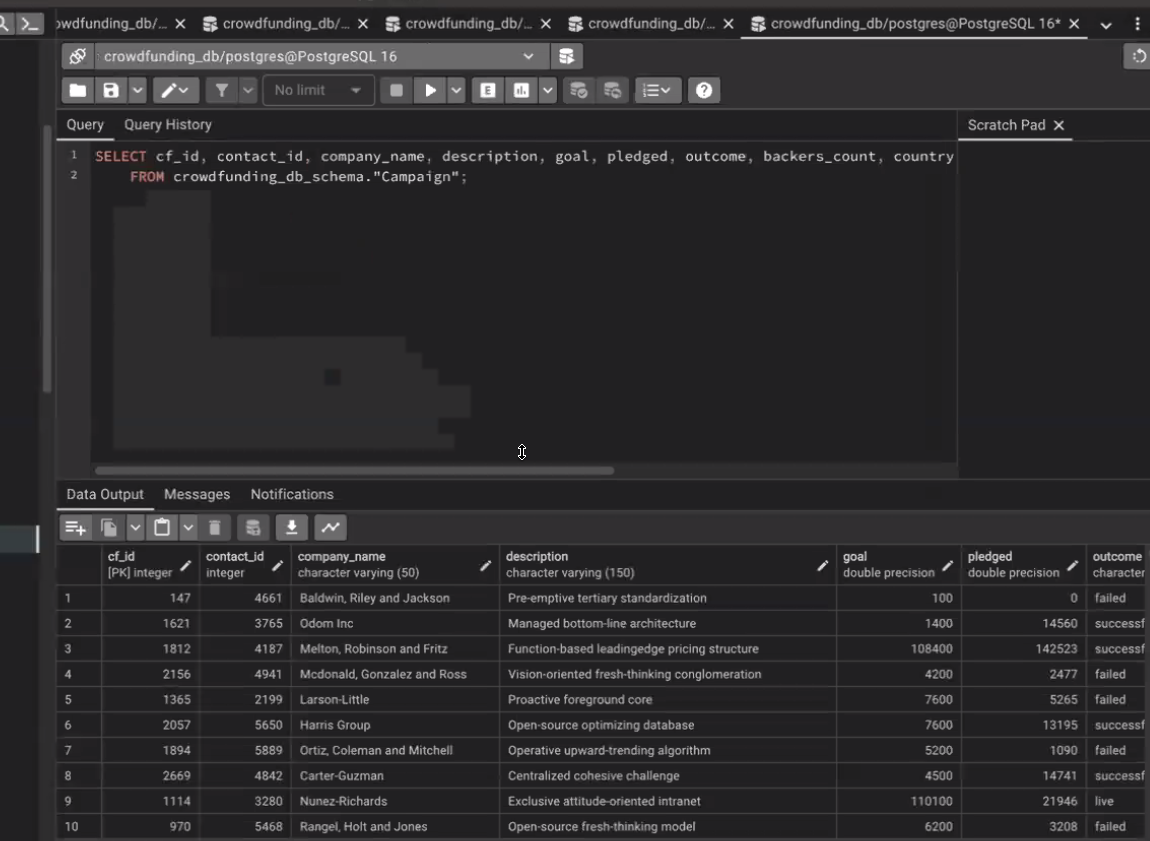 owdfunding_db/... × crowdfunding_db/... × crowdfunding_db/... × crowdfunding_db/... × crowdfunding_db/postgres@PostgreSQL 16* ×
crowdfunding_db/postgres@PostgreSQL 16
No limit E
Query Query History Scratch Pad ×
1 SELECT cf_id, contact_id, company_name, description, goal, pledged, outcome, backers_count, country
2 FROM crowdfunding_db_schema."Campaign";
Data Output Messages Notifications
cf_id contact_id company_name description goal pledged outcome
[PK] integer integer character varying (50) character varying (150) double precision double precision character
1 147 4661 Baldwin, Riley and Jackson Pre-emptive tertiary standardization 100 0 failed
2 1621 3765 Odom Inc Managed bottom-line architecture 1400 14560 successf
3 1812 4187 Melton, Robinson and Fritz Function-based leadingedge pricing structure 108400 142523 successf
4 2156 4941 Mcdonald, Gonzalez and Ross Vision-oriented fresh-thinking conglomeration 4200 2477 failed
5 1365 2199 Larson-Little Proactive foreground core 7600 5265 failed
6 2057 5650 Harris Group Open-source optimizing database 7600 13195 successf
7 1894 5889 Ortiz, Coleman and Mitchell Operative upward-trending algorithm 5200 1090 failed
8 2669 4842 Carter-Guzman Centralized cohesive challenge 4500 14741 successf
9 1114 3280 Nunez-Richards Exclusive attitude-oriented intranet 110100 21946 live
10 970 5468 Rangel, Holt and Jones Open-source fresh-thinking model 6200 3208 failed